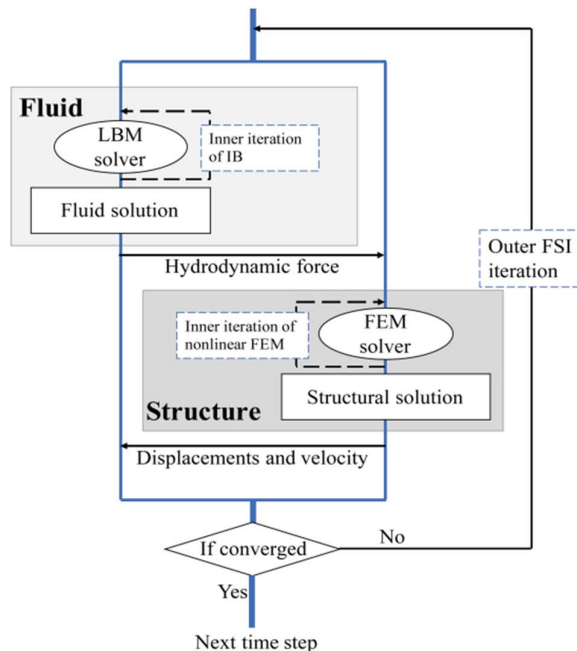 Fluid
LBM
solver
Inner iteration
of IB
Fluid solution
Outer FSI
iteration
Hydrodynamic force
Inner iteration of
nonlinear FEM
FEM
solver
Structural solution
Structure
Displacements and velocity
If converged
No
Yes
Next time step